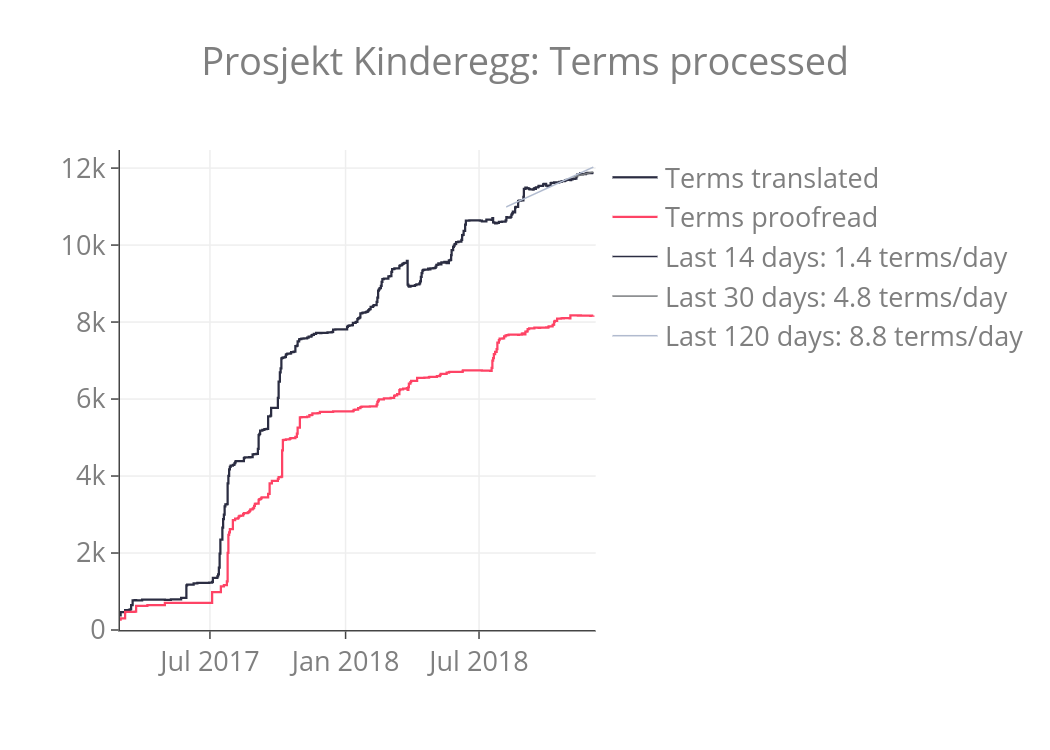 Prosjekt Kinderegg: Terms processed
12k
10k
8k
6k
4k
2k
0
Jul 2017
Jan 2018
Jul 2018
Terms translated
Terms proofread
Last 14 days: 1.4 terms/day
Last 30 days: 4.8 terms/day
Last 120 days: 8.8 terms/day